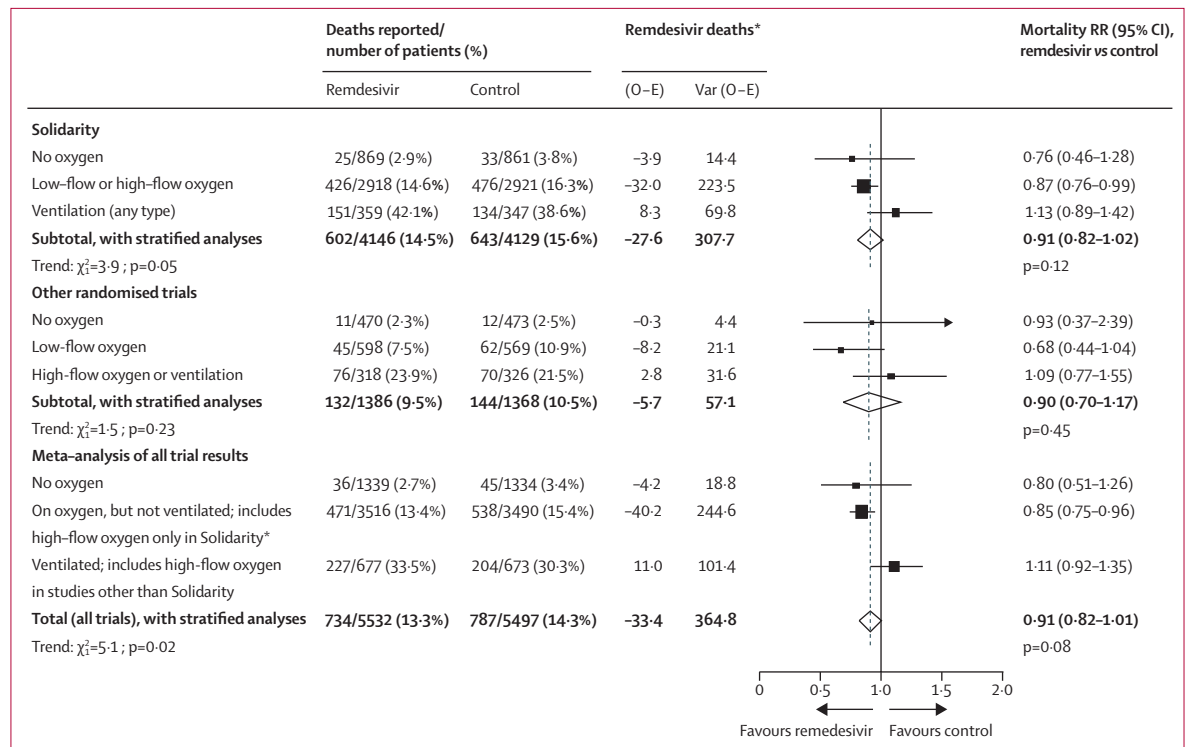 Deaths reported/ Remdesivir deaths* Mortality RR (95% CI),
number of patients (%) remdesivir vs control
Remdesivir Control (O–E) Var (O–E)
Solidarity
No oxygen 25/869 (2·9%) 33/861 (3·8%) –3·9 14·4 0·76 (0·46–1·28)
Low–flow or high–flow oxygen 426/2918 (14·6%) 476/2921 (16·3%) –32·0 223·5 0·87 (0·76–0·99)
Ventilation (any type) 151/359 (42·1%) 134/347 (38·6%) 8·3 69·8 1·13 (0·89–1·42)
Subtotal, with stratified analyses 602/4146 (14·5%) 643/4129 (15·6%) –27·6 307·7 0·91 (0·82–1·02)
Trend: χ²₁=3·9 ; p=0·05 p=0·12
Other randomised trials
No oxygen 11/470 (2·3%) 12/473 (2·5%) –0·3 4·4 0·93 (0·37–2·39)
Low-flow oxygen 45/598 (7·5%) 62/569 (10·9%) –8·2 21·1 0·68 (0·44–1·04)
High-flow oxygen or ventilation 76/318 (23·9%) 70/326 (21·5%) 2·8 31·6 1·09 (0·77–1·55)
Subtotal, with stratified analyses 132/1386 (9·5%) 144/1368 (10·5%) –5·7 57·1 0·90 (0·70–1·17)
Trend: χ²₁=1·5 ; p=0·23 p=0·45
Meta–analysis of all trial results
No oxygen 36/1339 (2·7%) 45/1334 (3·4%) –4·2 18·8 0·80 (0·51–1·26)
On oxygen, but not ventilated; includes 471/3516 (13·4%) 538/3490 (15·4%) –40·2 244·6 0·85 (0·75–0·96)
high–flow oxygen only in Solidarity*
Ventilated; includes high-flow oxygen 227/677 (33·5%) 204/673 (30·3%) 11·0 101·4 1·11 (0·92–1·35)
in studies other than Solidarity
Total (all trials), with stratified analyses 734/5532 (13·3%) 787/5497 (14·3%) –33·4 364·8 0·91 (0·82–1·01)
Trend: χ²₁=5·1 ; p=0·02 p=0·08
0 0·5 1·0 1·5 2·0
Favours remedesivir Favours control